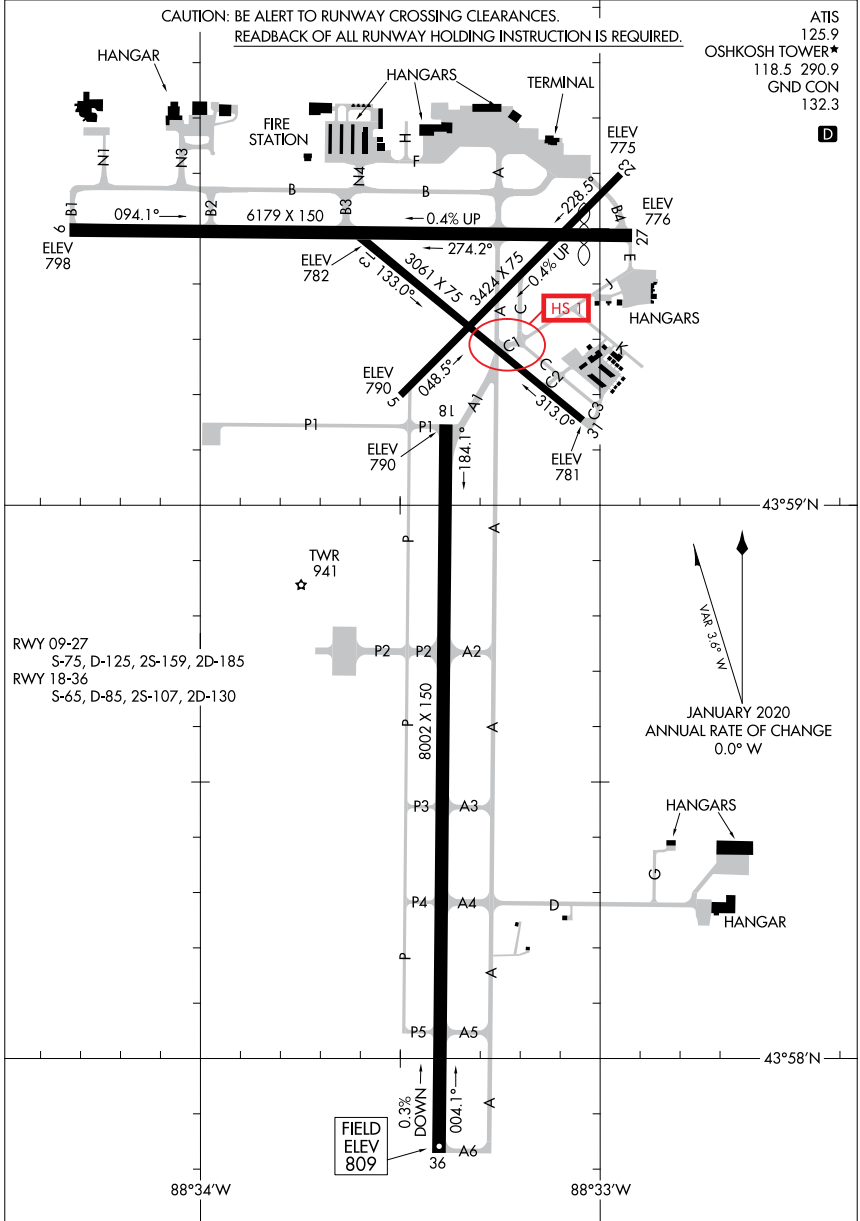 CAUTION: BE ALERT TO RUNWAY CROSSING CLEARANCES.
READBACK OF ALL RUNWAY HOLDING INSTRUCTION IS REQUIRED.
ATIS
125.9
OSHKOSH TOWER★
118.5 290.9
GND CON
132.3
D
HANGAR
HANGARS
TERMINAL
FIRE
STATION
ELEV
775
23
H
F
A
N1
N3
N4
B
B
B1
B2
B3
B4
228.5°
ELEV
776
094.1°
6179 X 150
0.4% UP
274.2°
9
27
ELEV
798
ELEV
782
13
133.0°
3061 X 75
3424 X 75
0.4% UP
E
J
A
C
HS 1
HANGARS
C1
C
C2
K
C3
048.5°
313.0°
ELEV
790
5
31
ELEV
781
A1
18
P1
P1
ELEV
790
184.1°
43°59'N
P
A
TWR
941
VAR 3.6° W
RWY 09-27
S-75, D-125, 2S-159, 2D-185
RWY 18-36
S-65, D-85, 2S-107, 2D-130
P2
P2
A2
JANUARY 2020
ANNUAL RATE OF CHANGE
0.0° W
8002 X 150
P
A
P3
A3
HANGARS
G
P4
A4
D
HANGAR
P
A
P5
A5
43°58'N
0.3%
DOWN
004.1°
A
FIELD
ELEV
809
36
A6
88°34'W
88°33'W